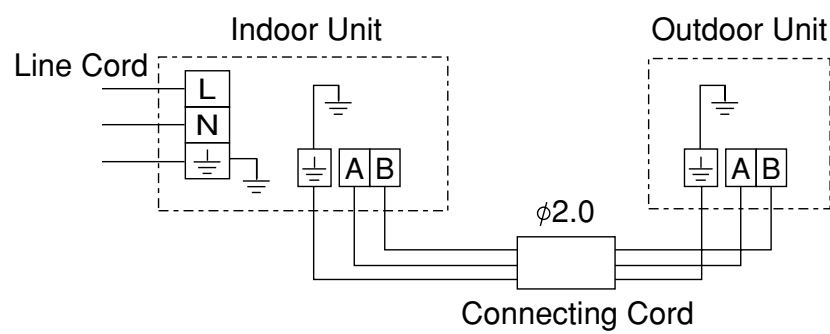 Indoor Unit
Outdoor Unit
Line Cord
L
N
A B
A B
ϕ2.0
Connecting Cord